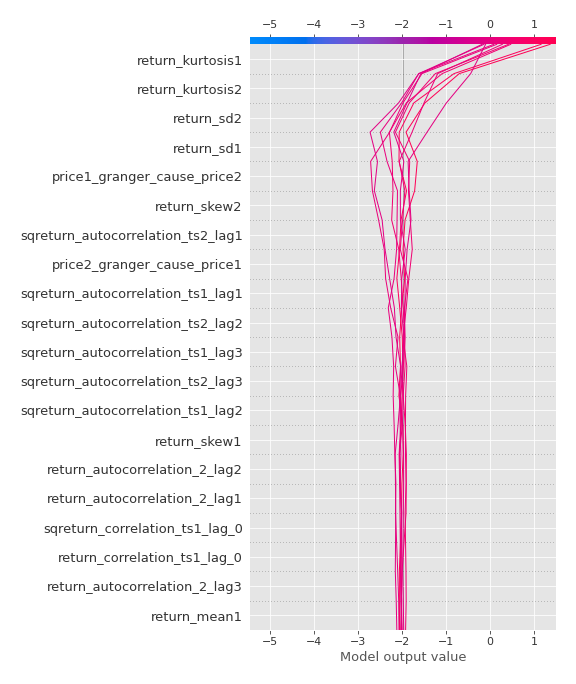 −5 −4 −3 −2 −1 0 1
return_kurtosis1
return_kurtosis2
return_sd2
return_sd1
price1_granger_cause_price2
return_skew2
sqreturn_autocorrelation_ts2_lag1
price2_granger_cause_price1
sqreturn_autocorrelation_ts1_lag1
sqreturn_autocorrelation_ts2_lag2
sqreturn_autocorrelation_ts1_lag3
sqreturn_autocorrelation_ts2_lag3
sqreturn_autocorrelation_ts1_lag2
return_skew1
return_autocorrelation_2_lag2
return_autocorrelation_2_lag1
sqreturn_correlation_ts1_lag_0
return_correlation_ts1_lag_0
return_autocorrelation_2_lag3
return_mean1
−5 −4 −3 −2 −1 0 1
Model output value